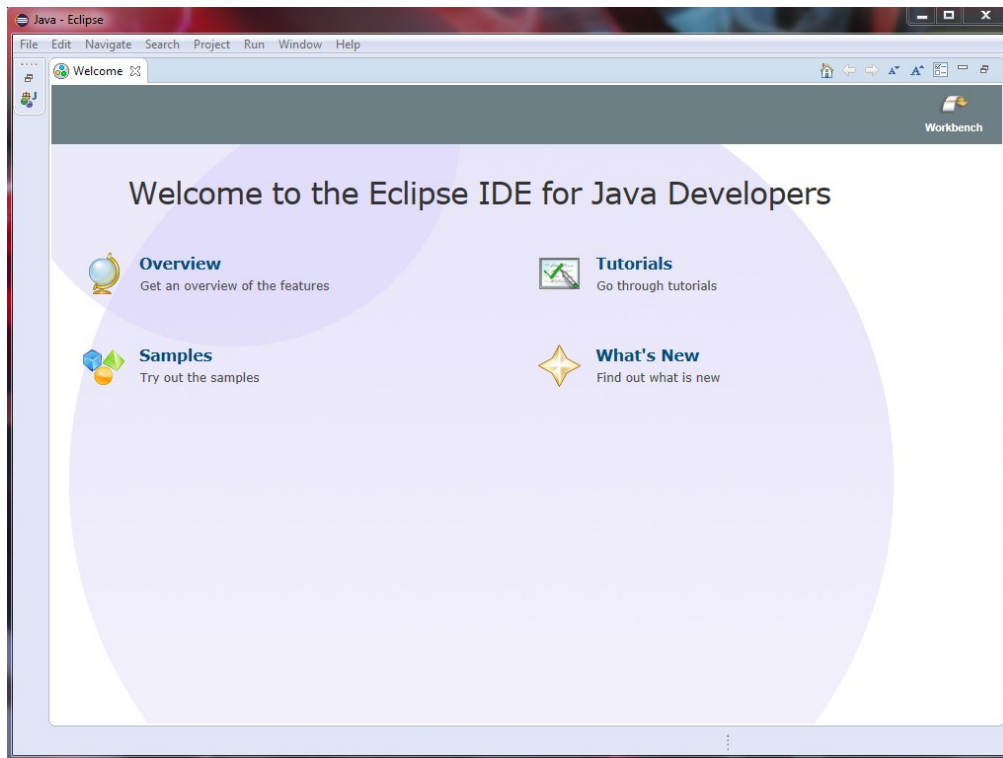 Java - Eclipse
File Edit Navigate Search Project Run Window Help
Welcome
Workbench
Welcome to the Eclipse IDE for Java Developers
Overview
Get an overview of the features
Tutorials
Go through tutorials
Samples
Try out the samples
What's New
Find out what is new